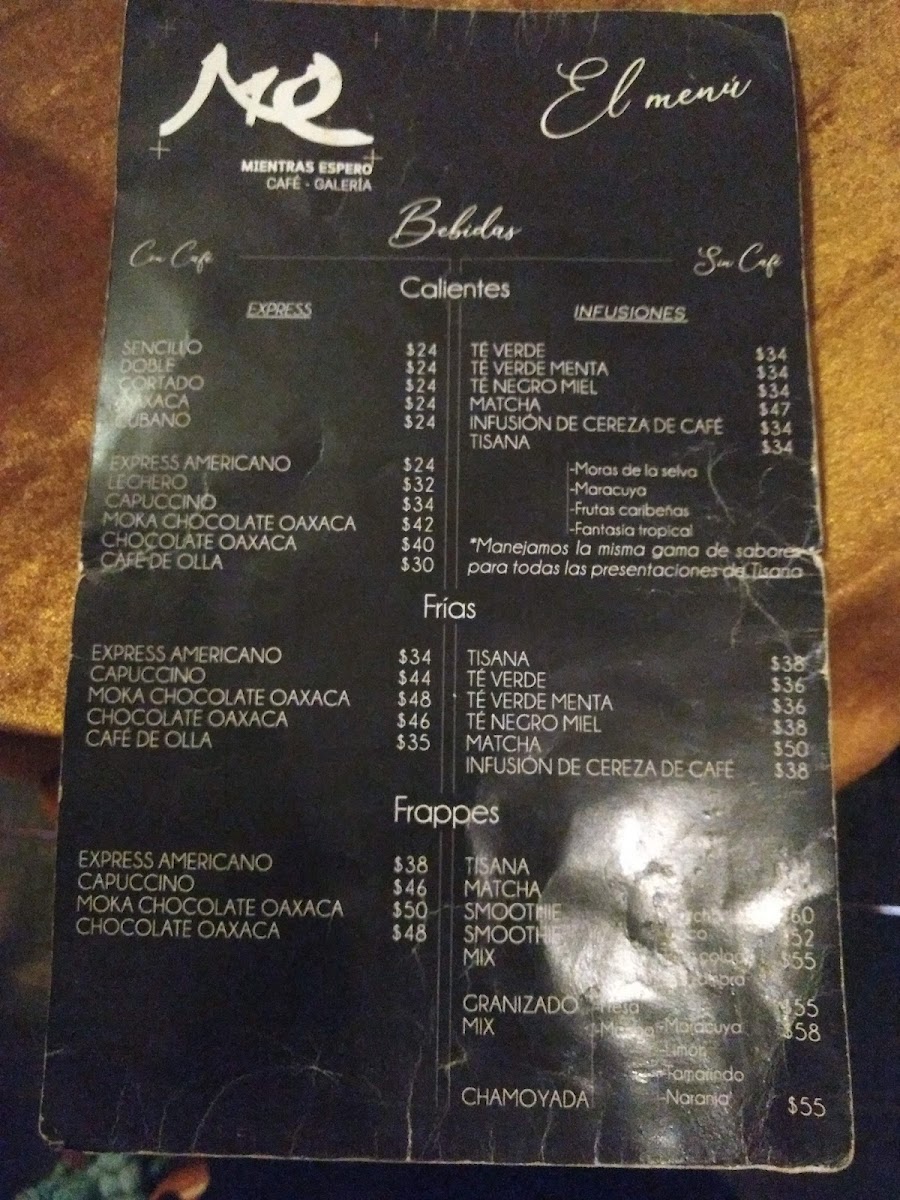 El menú
MIENTRAS ESPERO
CAFÉ - GALERÍA
Bebidas
Con Café
Sin Café
Calientes
EXPRESS
SENCILLO $24
DOBLE $24
CORTADO $24
OAXACA $24
CUBANO $24
EXPRESS AMERICANO $24
LECHERO $32
CAPUCCINO $34
MOKA CHOCOLATE OAXACA $42
CHOCOLATE OAXACA $40
CAFÉ DE OLLA $30
INFUSIONES
TÉ VERDE $34
TÉ VERDE MENTA $34
TÉ NEGRO MIEL $34
MATCHA $47
INFUSIÓN DE CEREZA DE CAFÉ $34
TISANA $34
-Moras de la selva
-Maracuya
-Frutas caribeñas
-Fantasia tropical
*Manejamos la misma gama de sabores
para todas las presentaciones de Tisana
Frías
EXPRESS AMERICANO $34
CAPUCCINO $44
MOKA CHOCOLATE OAXACA $48
CHOCOLATE OAXACA $46
CAFÉ DE OLLA $35
TISANA $38
TÉ VERDE $36
TÉ VERDE MENTA $36
TÉ NEGRO MIEL $38
MATCHA $50
INFUSIÓN DE CEREZA DE CAFÉ $38
Frappes
EXPRESS AMERICANO $38
CAPUCCINO $46
MOKA CHOCOLATE OAXACA $50
CHOCOLATE OAXACA $48
TISANA
MATCHA
SMOOTHIE $60
SMOOTHIE $52
MIX $55
GRANIZADO $55
MIX -Maracuya $58
-Limón
-Tamarindo
-Naranja
CHAMOYADA $55